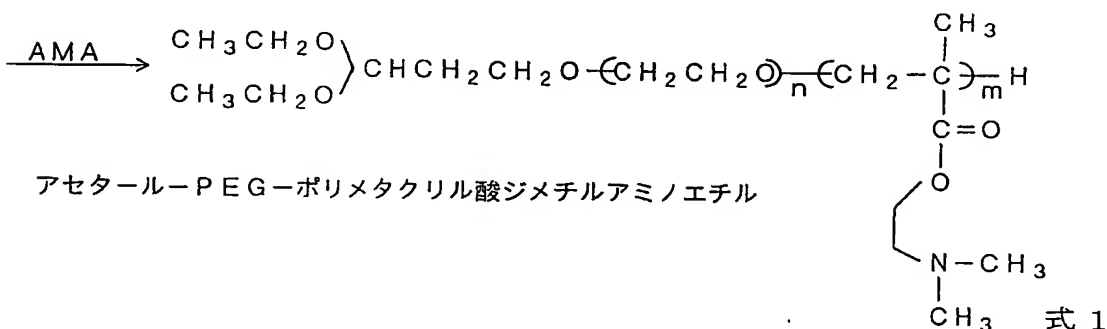 AMA
CH3CH2O
CH3CH2O
CHCH2CH2O-(CH2CH2O)n-(CH2-C)m-H
CH3
C=O
O
N-CH3
CH3
アセタール-PEG-ポリメタクリル酸ジメチルアミノエチル
式 1